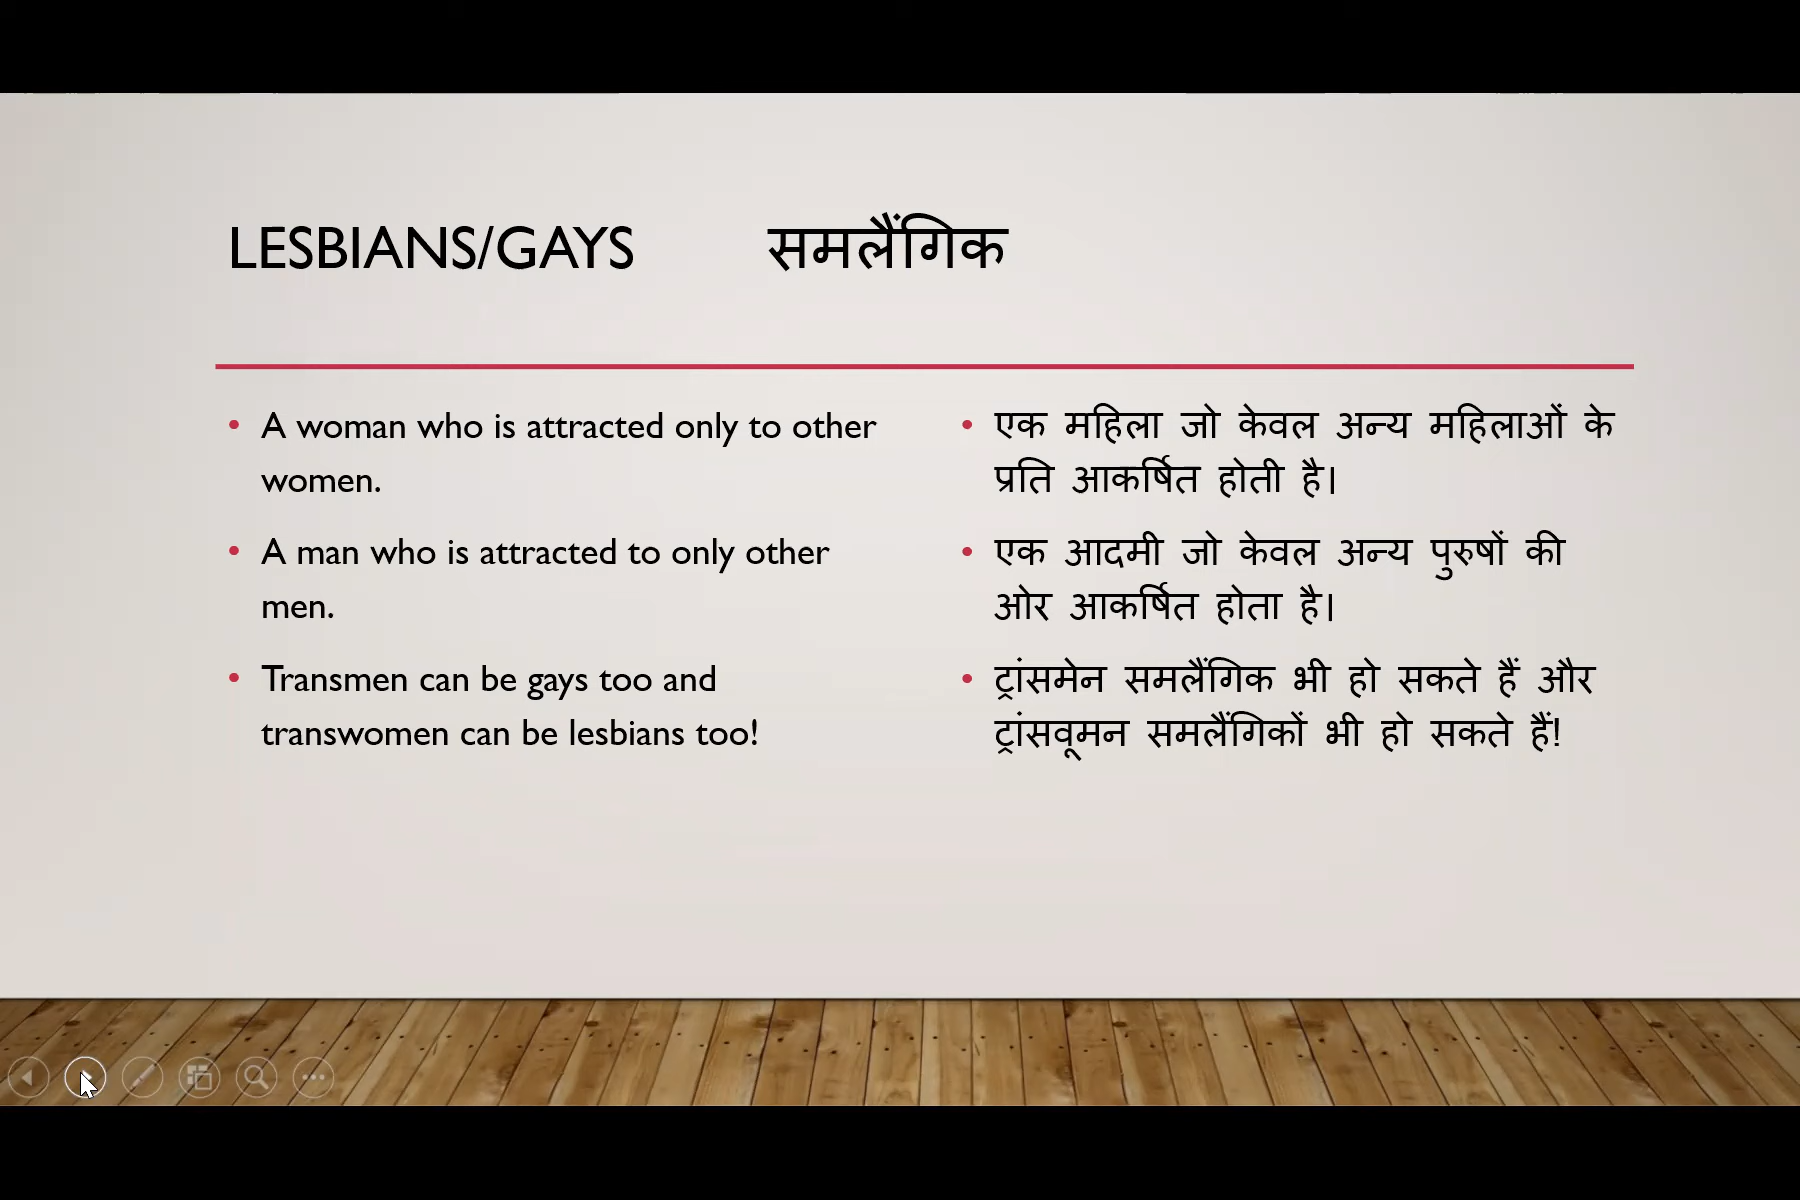 LESBIANS/GAYS समलैंगिक
A woman who is attracted only to other
women.
A man who is attracted to only other
men.
Transmen can be gays too and
transwomen can be lesbians too!
एक महिला जो केवल अन्य महिलाओं के
प्रति आकर्षित होती है।
एक आदमी जो केवल अन्य पुरुषों की
ओर आकर्षित होता है।
ट्रांसमेन समलैंगिक भी हो सकते हैं और
ट्रांसवूमन समलैंगिकों भी हो सकते हैं!